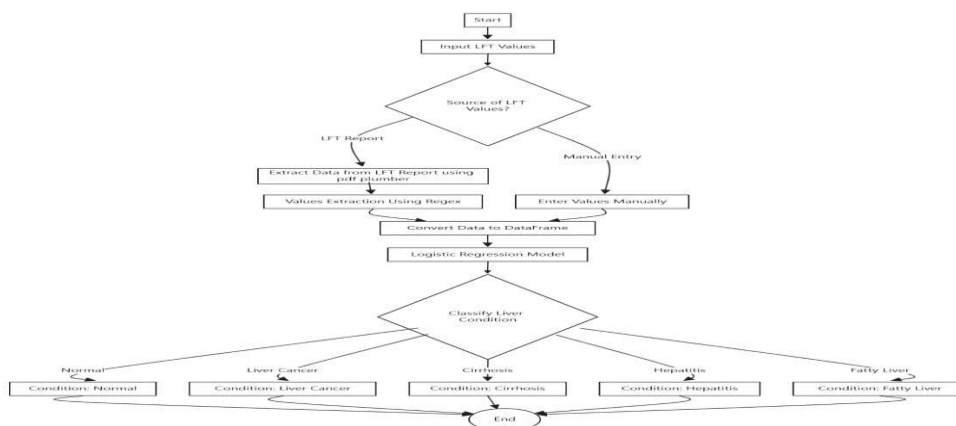 Start
Input LFT Values
Source of LFT
Values?
LFT Report
Manual Entry
Extract Data from LFT Report using
pdf plumber
Values Extraction Using Regex
Enter Values Manually
Convert Data to DataFrame
Logistic Regression Model
Classify Liver
Condition
Normal
Liver Cancer
Cirrhosis
Hepatitis
Fatty Liver
Condition: Normal
Condition: Liver Cancer
Condition: Cirrhosis
Condition: Hepatitis
Condition: Fatty Liver
End